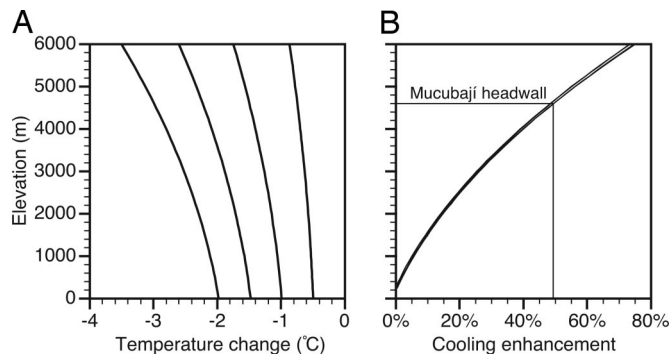 A
B
6000
5000
4000
3000
2000
1000
0
Elevation (m)
-4
-3
-2
-1
0
Temperature change (°C)
Mucubají headwall
0%
20%
40%
60%
80%
Cooling enhancement